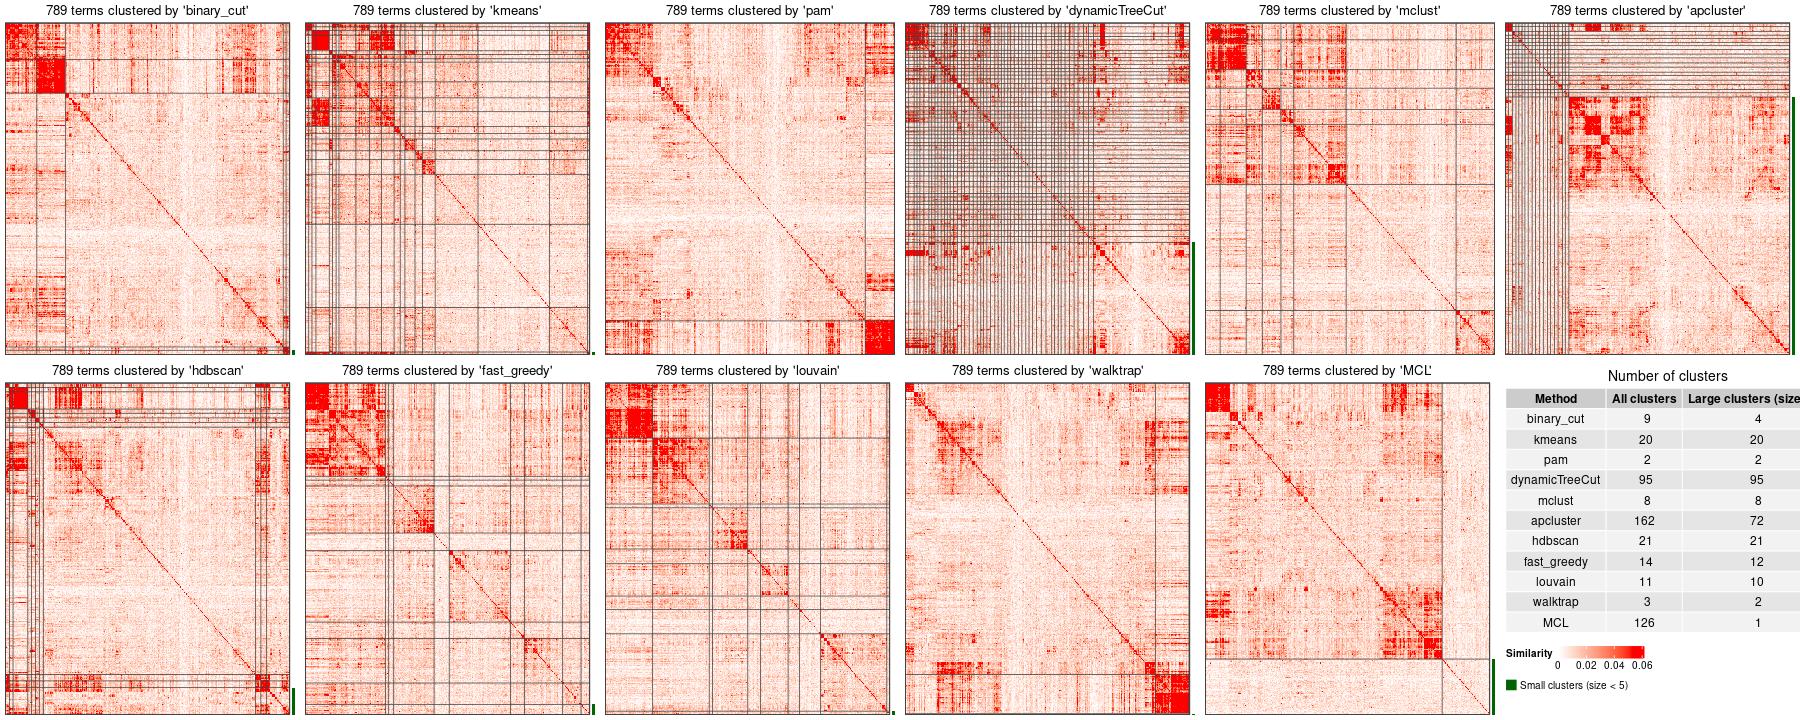 789 terms clustered by 'binary_cut'
789 terms clustered by 'kmeans'
789 terms clustered by 'pam'
789 terms clustered by 'dynamicTreeCut'
789 terms clustered by 'mclust'
789 terms clustered by 'apcluster'
789 terms clustered by 'hdbscan'
789 terms clustered by 'fast_greedy'
789 terms clustered by 'louvain'
789 terms clustered by 'walktrap'
789 terms clustered by 'MCL'
Number of clusters
Method All clusters Large clusters (size
binary_cut 9 4
kmeans 20 20
pam 2 2
dynamicTreeCut 95 95
mclust 8 8
apcluster 162 72
hdbscan 21 21
fast_greedy 14 12
louvain 11 10
walktrap 3 2
MCL 126 1
Similarity
0 0.02 0.04 0.06
Small clusters (size < 5)